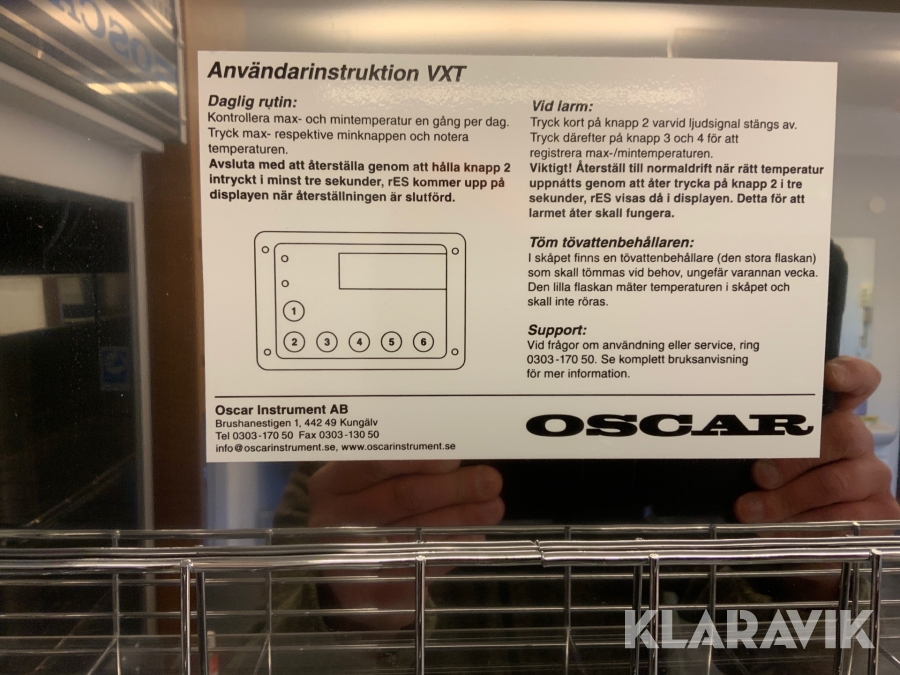 Användarinstruktion VXT
Daglig rutin:
Kontrollera max- och mintemperatur en gång per dag.
Tryck max- respektive minknappen och notera
temperaturen.
Avsluta med att återställa genom att hålla knapp 2
intryckt i minst tre sekunder, rES kommer upp på
displayen när återställningen är slutförd.
1
2 3 4 5 6
Vid larm:
Tryck kort på knapp 2 varvid ljudsignal stängs av.
Tryck därefter på knapp 3 och 4 för att
registrera max-/mintemperaturen.
Viktigt! Återställ till normaldrift när rätt temperatur
uppnåtts genom att åter trycka på knapp 2 i tre
sekunder, rES visas då i displayen. Detta för att
larmet åter skall fungera.
Töm tövattenbehållaren:
I skåpet finns en tövattenbehållare (den stora flaskan)
som skall tömmas vid behov, ungefär varannan vecka.
Den lilla flaskan mäter temperaturen i skåpet och
skall inte röras.
Support:
Vid frågor om användning eller service, ring
0303-170 50. Se komplett bruksanvisning
för mer information.
Oscar Instrument AB
Brushanestigen 1, 442 49 Kungälv
Tel 0303-170 50 Fax 0303-130 50
info@oscarinstrument.se, www.oscarinstrument.se
OSCAR
KLARAVIK